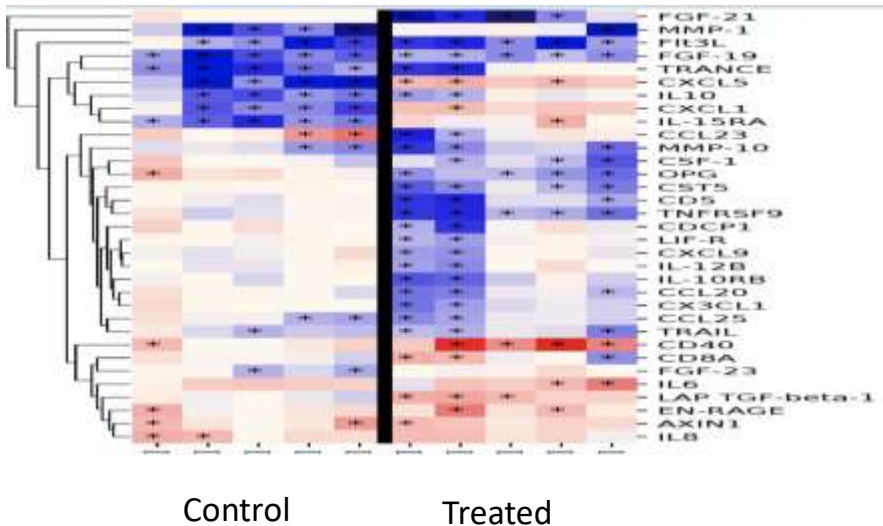 FGF-21
MMP-1
Flt3L
FGF-19
TRANCE
CXCL5
IL10
CXCL1
IL-15RA
CCL23
MMP-10
CSF-1
OPG
CST5
CD5
TNFRSF9
CDCP1
LIF-R
CXCL9
IL-12B
IL-10RB
CCL20
CX3CL1
CCL25
TRAIL
CD40
CD8A
FGF-23
IL6
LAP TGF-beta-1
EN-RAGE
AXIN1
IL8
Control Treated